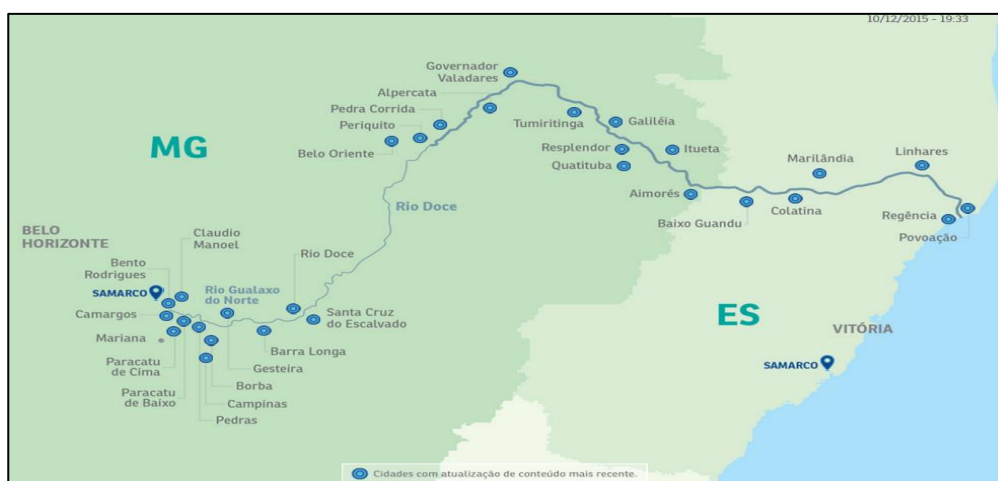 10/12/2015 - 19:33
Governador
Valadares
Alpercata
Pedra Corrida
Periquito
Belo Oriente
MG
Tumiritinga
Galiléia
Resplendor
Itueta
Quatituba
Marilândia
Linhares
Aimorés
Rio Doce
Baixo Guandu
Colatina
Regência
Povoação
BELO
HORIZONTE
Claudio
Manoel
Bento
Rodrigues
Rio Doce
SAMARCO
Rio Gualaxo
do Norte
Camargos
Santa Cruz
do Escalvado
Mariana
Barra Longa
Paracatu
de Cima
Gesteira
Borba
Paracatu
de Baixo
Campinas
Pedras
ES
VITÓRIA
SAMARCO
Cidades com atualização de conteúdo mais recente.